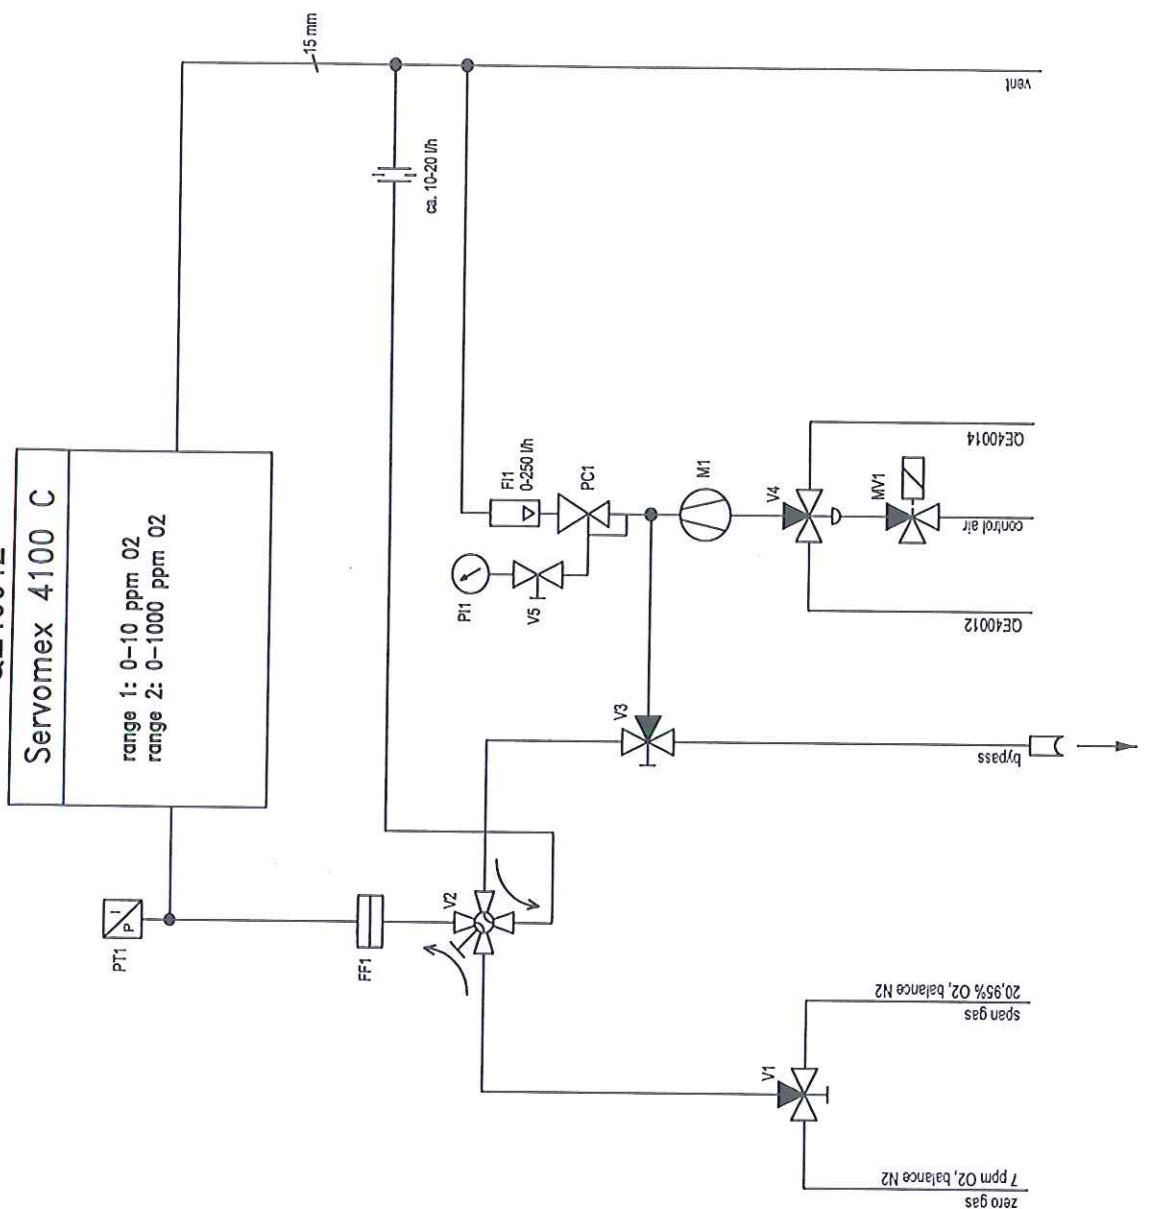 Servomex 4100 C
range 1: 0-10 ppm O2
range 2: 0-1000 ppm O2
15 mm
ca. 10-20 l/h
vent
PT1
P I
FF1
V2
FI1
0-250 l/h
PC1
PI1
V5
M1
V3
V4
MV1
QE40014
control air
QE40012
bypass
V1
20,95% O2, balance N2
span gas
7 ppm O2, balance N2
zero gas